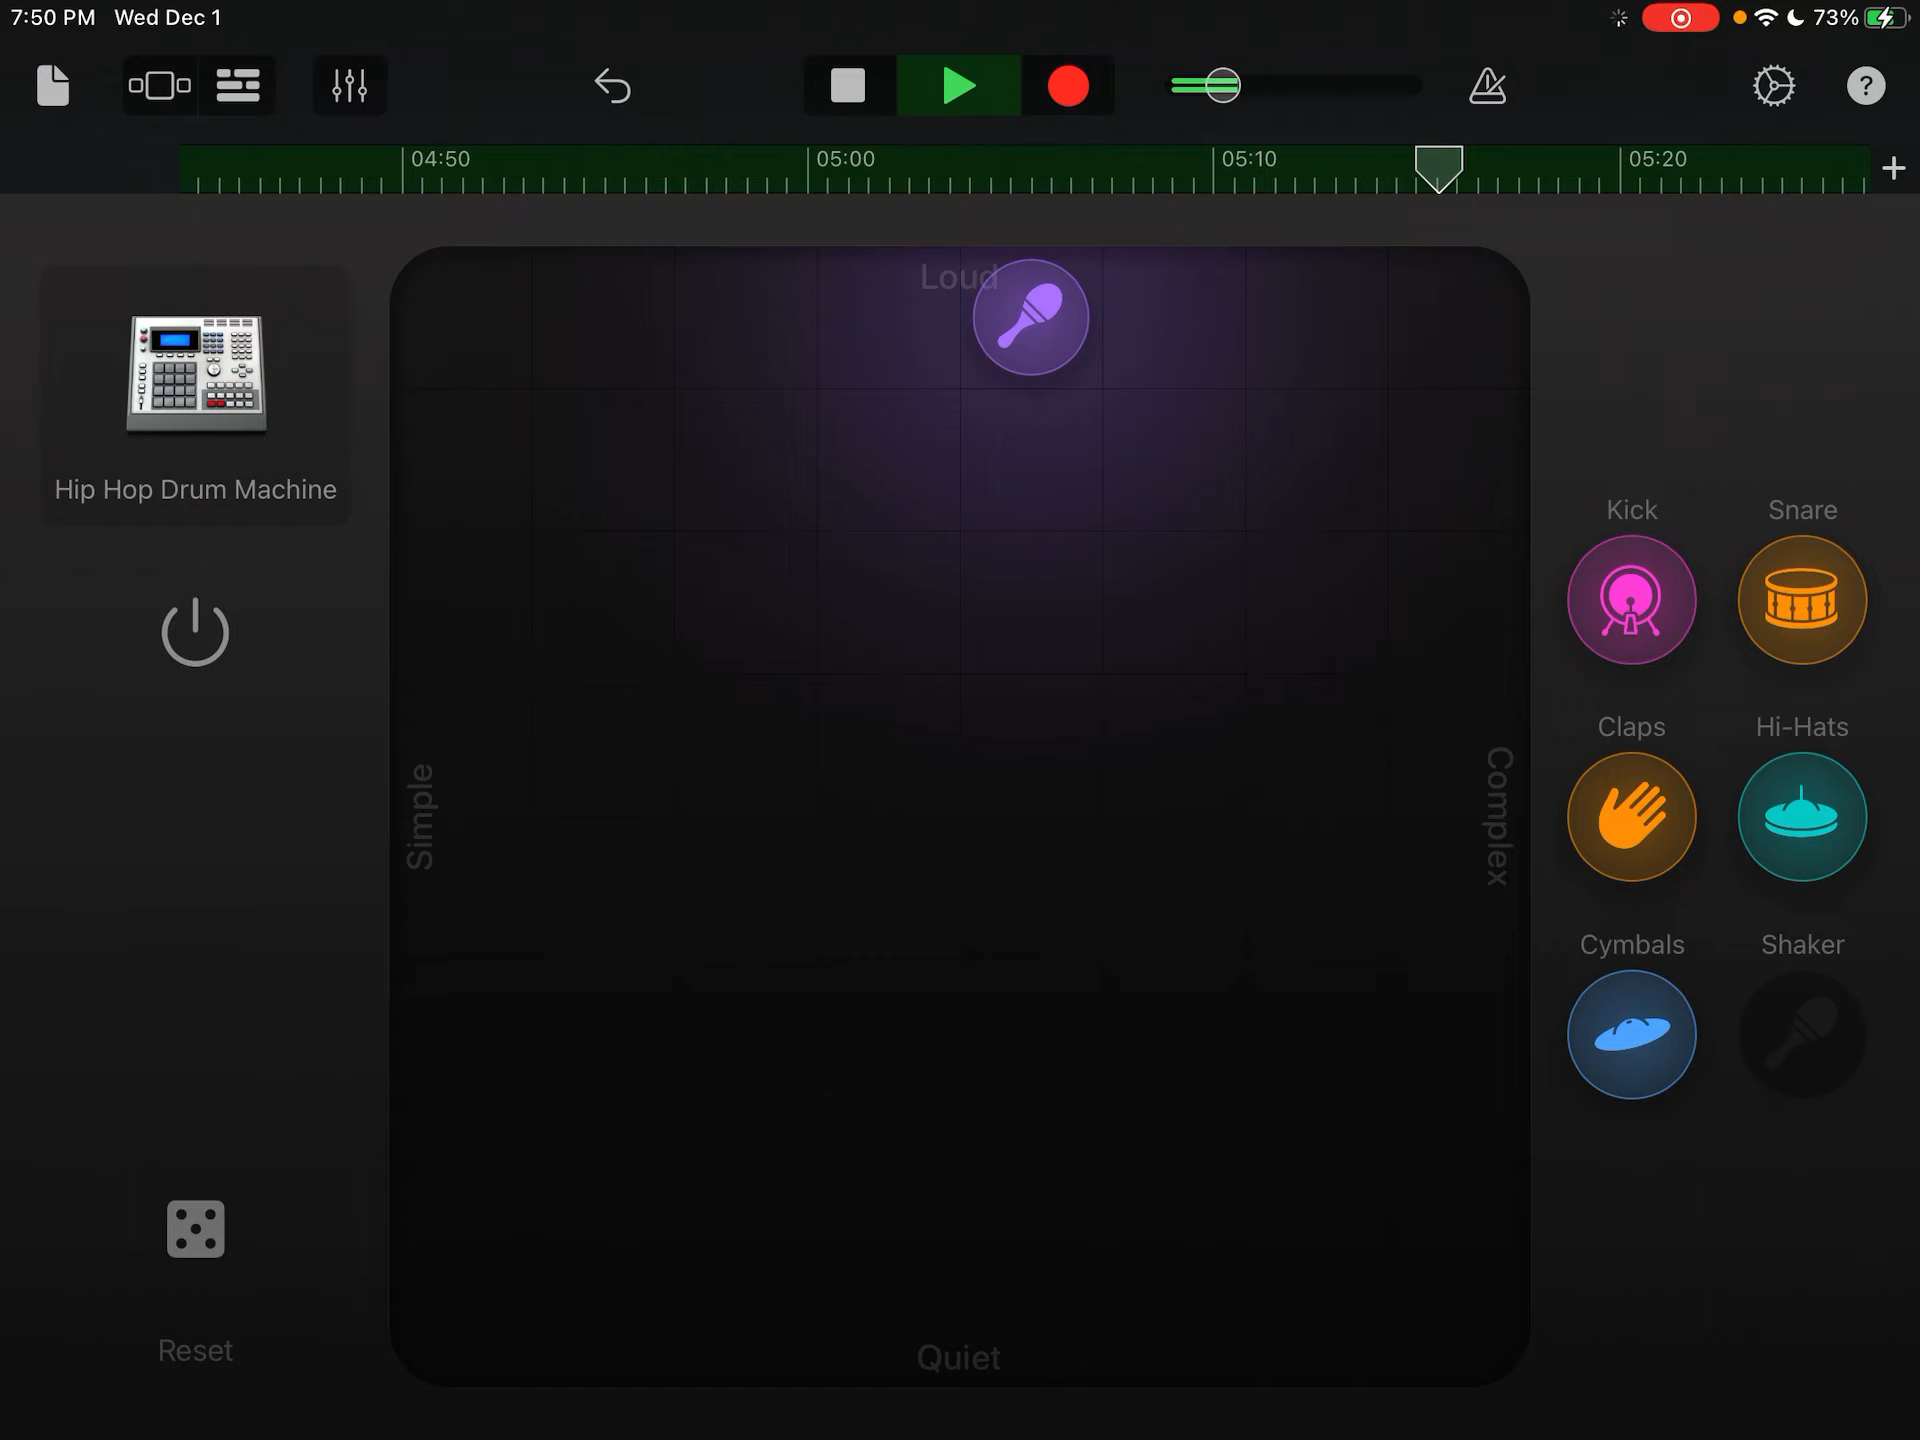 7:50 PM Wed Dec 1
73%
04:50
05:00
05:10
05:20
Loud
Hip Hop Drum Machine
Kick
Snare
Claps
Hi-Hats
Simple
Complex
Cymbals
Shaker
Reset
Quiet